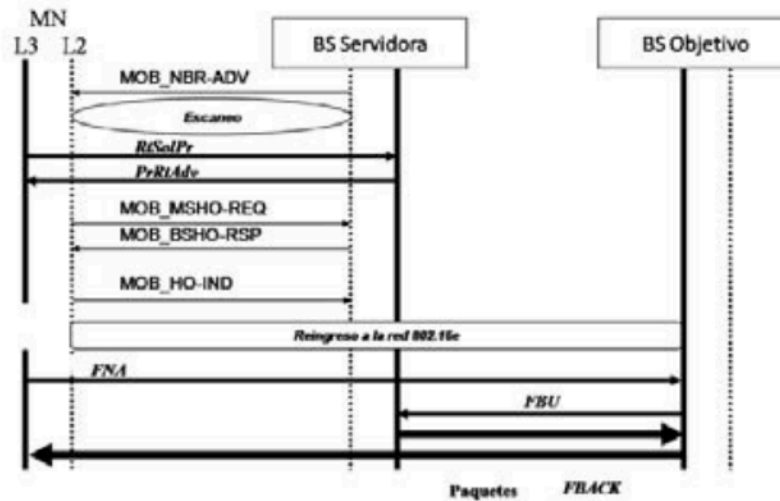 MN
L3 L2
BS Servidora
BS Objetivo
MOB_NBR-ADV
Escaneo
RtSolPr
PrRtAdv
MOB_MSHO-REQ
MOB_BSHO-RSP
MOB_HO-IND
Reingreso a la red 802.16e
FNA
FBU
Paquetes FBACK